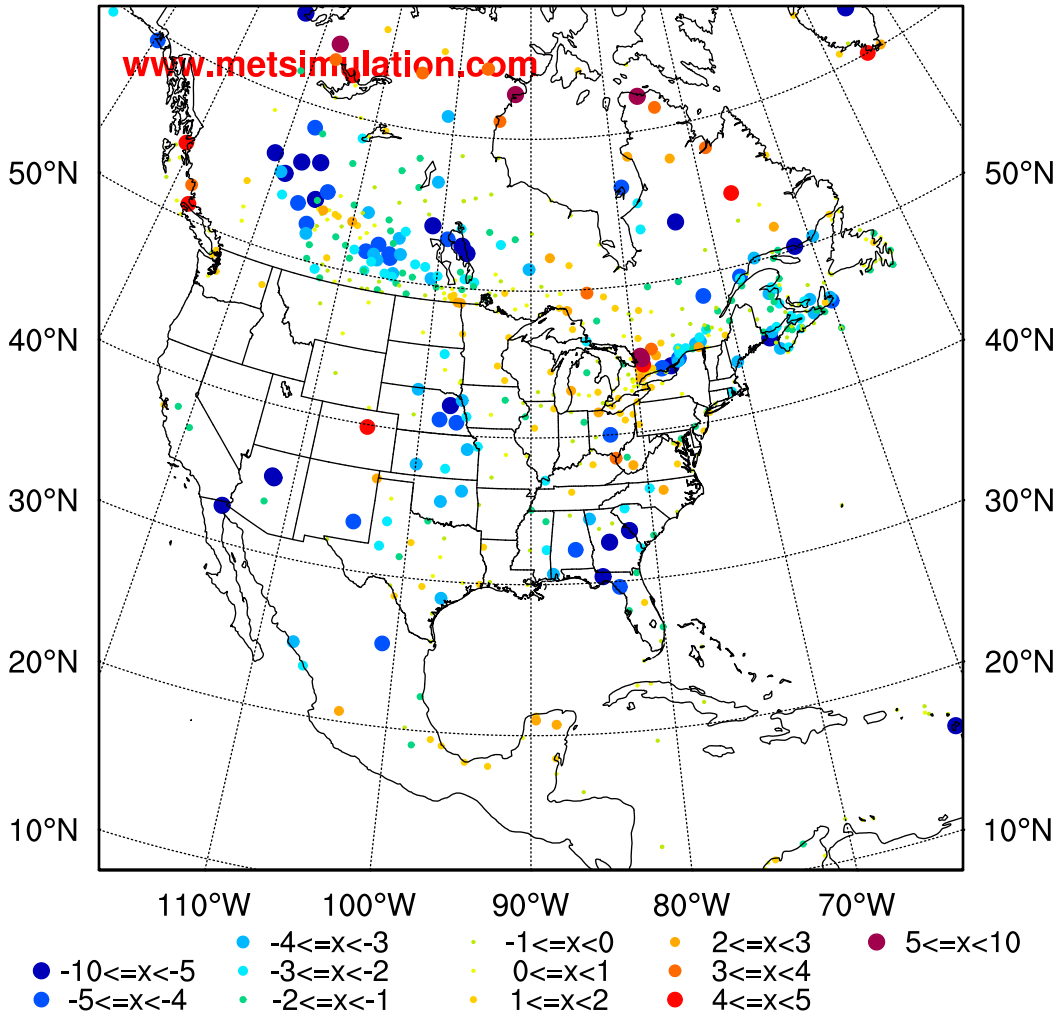 www.metsimulation.com
50°N 50°N
40°N 40°N
30°N 30°N
20°N 20°N
10°N 10°N
110°W 100°W 90°W 80°W 70°W
-4<=x<-3 -1<=x<0 2<=x<3 5<=x<10
-10<=x<-5 -3<=x<-2 0<=x<1 3<=x<4
-5<=x<-4 -2<=x<-1 1<=x<2 4<=x<5